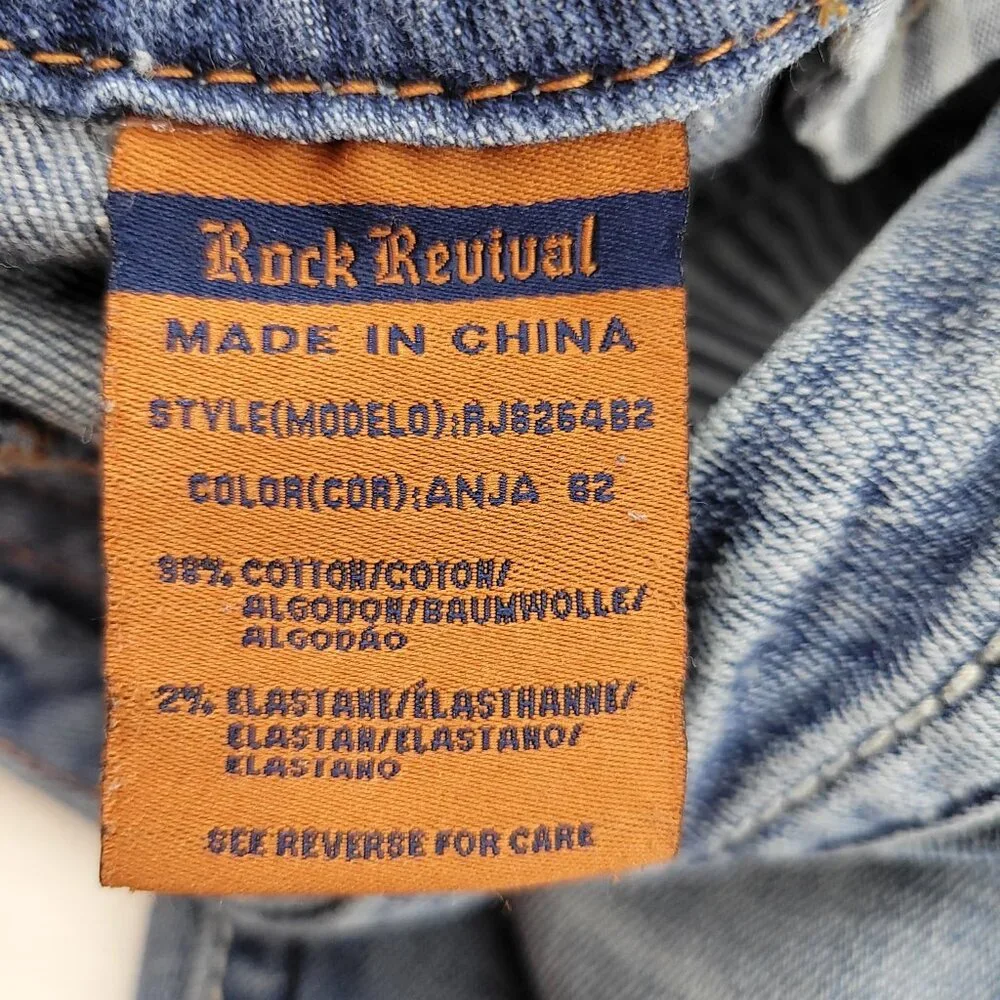 Rock Revival
MADE IN CHINA
STYLE(MODELO):RJ8264B2
COLOR(COR):ANJA B2
98% COTTON/COTON/
ALGODON/BAUMWOLLE/
ALGODÃO
2% ELASTANE/ÉLASTHANNE/
ELASTAN/ELASTANO/
ELASTANO
SEE REVERSE FOR CARE